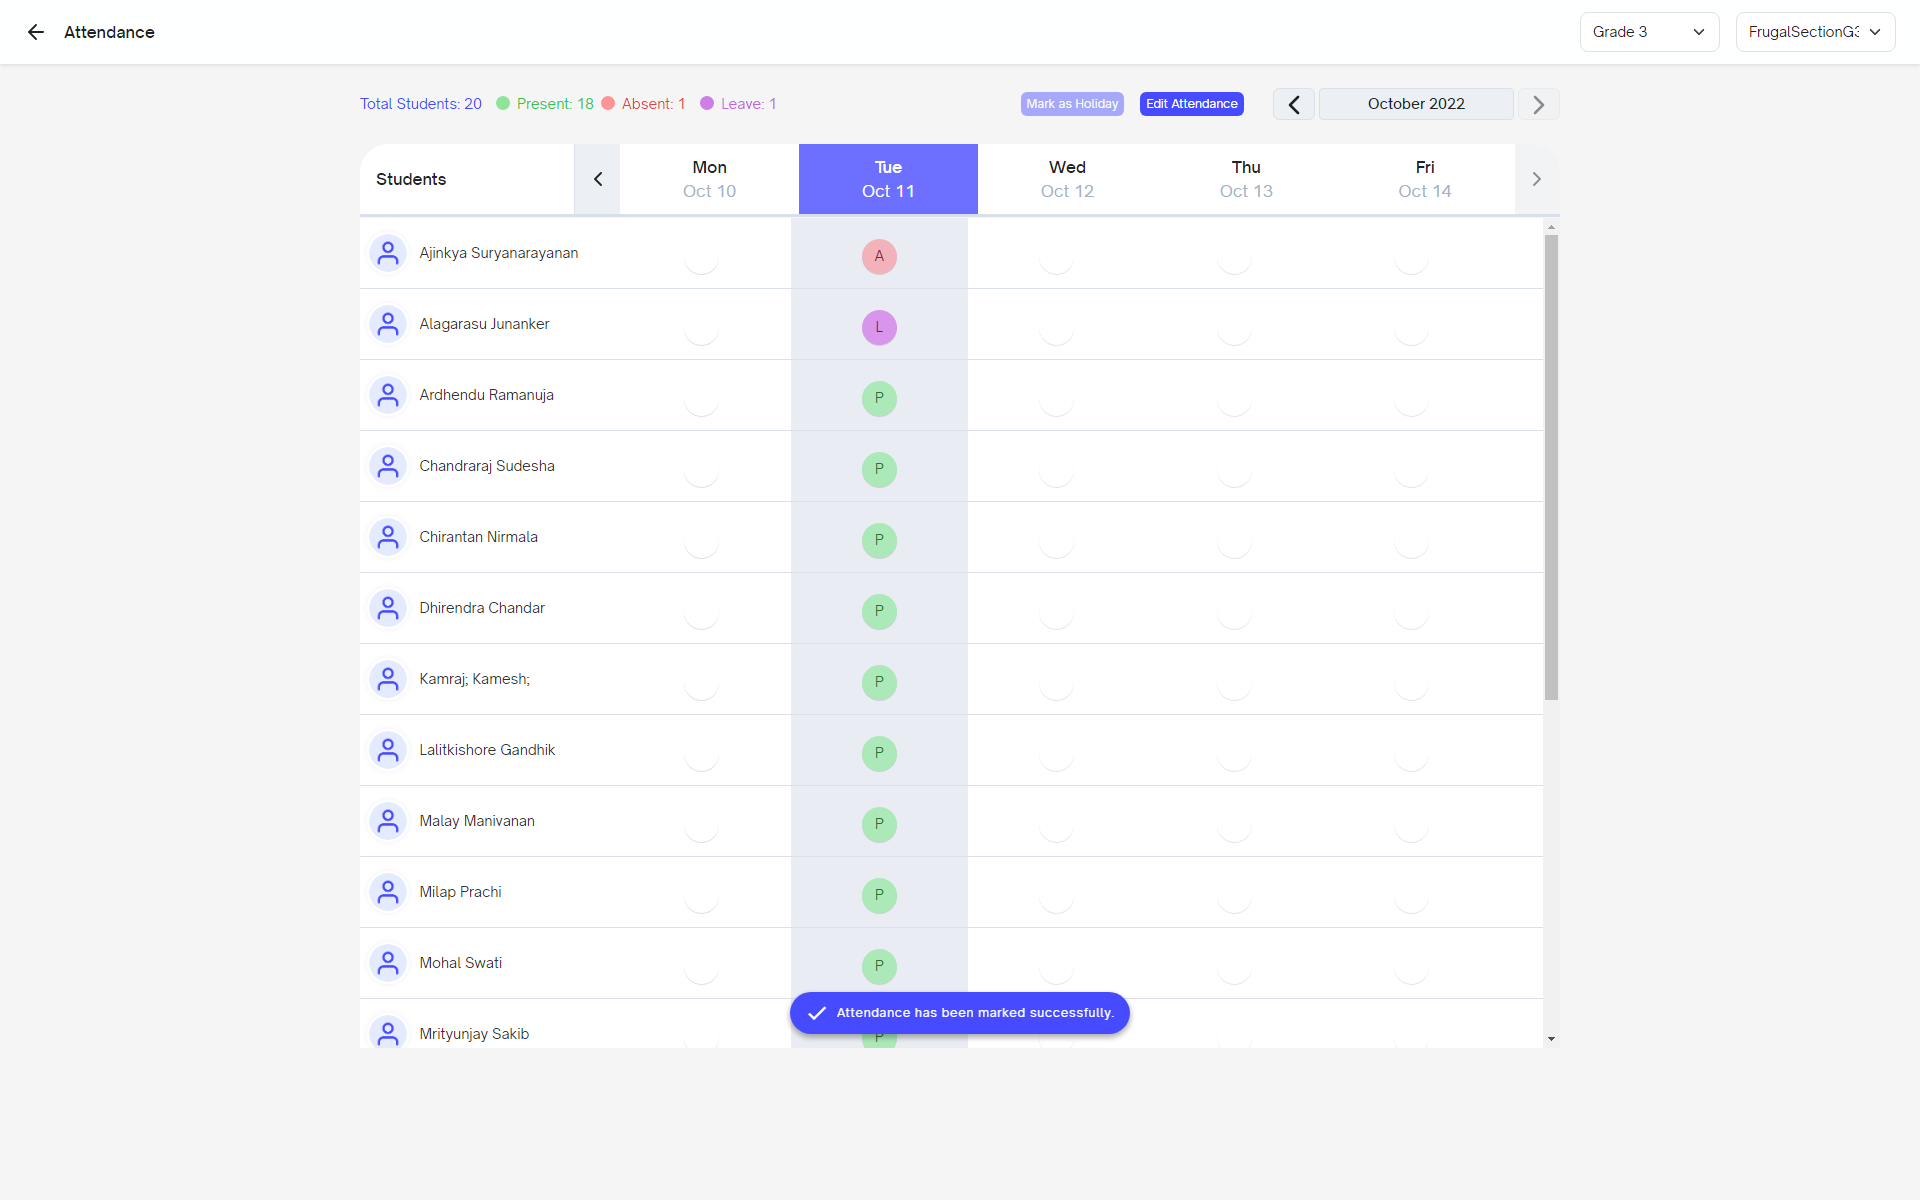 Attendance
Grade 3
FrugalSectionG3
Total Students: 20 Present: 18 Absent: 1 Leave: 1
Mark as Holiday
Edit Attendance
October 2022
Students
Mon
Oct 10
Tue
Oct 11
Wed
Oct 12
Thu
Oct 13
Fri
Oct 14
Ajinkya Suryanarayanan A
Alagarasu Junanker L
Ardhendu Ramanuja P
Chandraraj Sudesha P
Chirantan Nirmala P
Dhirendra Chandar P
Kamraj; Kamesh; P
Lalitkishore Gandhik P
Malay Manivanan P
Milap Prachi P
Mohal Swati P
Attendance has been marked successfully.
Mrityunjay Sakib P